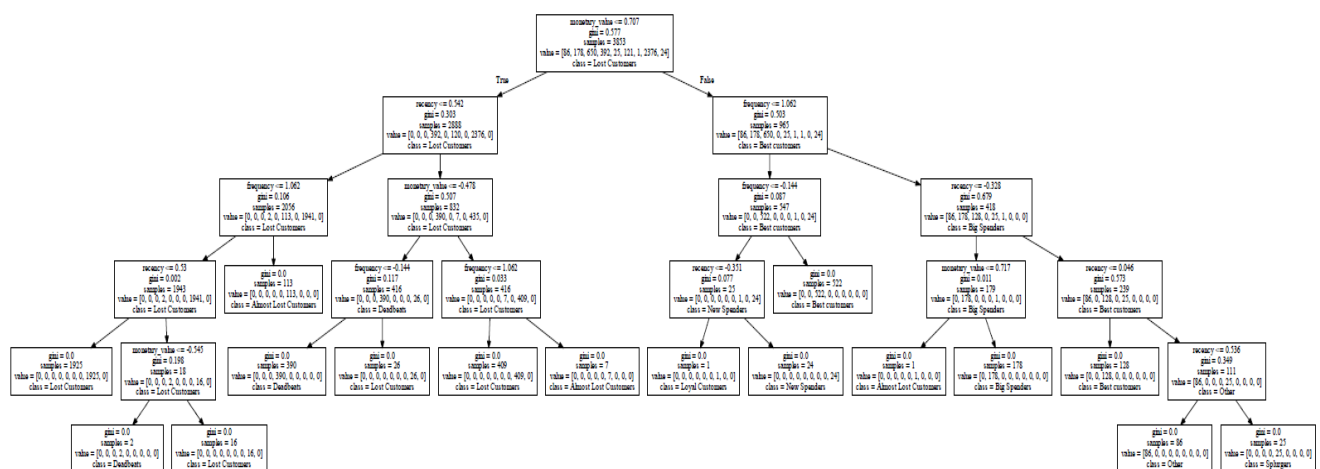 monetary_value <= 0.707
gini = 0.577
samples = 3853
value = [86, 178, 650, 392, 25, 121, 1, 2376, 24]
class = Lost Customers
True
False
recency <= 0.542
gini = 0.303
samples = 2888
value = [0, 0, 0, 392, 0, 120, 0, 2376, 0]
class = Lost Customers
frequency <= 1.062
gini = 0.503
samples = 965
value = [86, 178, 650, 0, 25, 1, 1, 0, 24]
class = Best customers
frequency <= 1.062
gini = 0.106
samples = 2056
value = [0, 0, 0, 2, 0, 113, 0, 1941, 0]
class = Lost Customers
monetary_value <= -0.478
gini = 0.507
samples = 832
value = [0, 0, 0, 390, 0, 7, 0, 435, 0]
class = Lost Customers
frequency <= -0.144
gini = 0.087
samples = 547
value = [0, 0, 522, 0, 0, 0, 1, 0, 24]
class = Best customers
recency <= -0.328
gini = 0.679
samples = 418
value = [86, 178, 128, 0, 25, 1, 0, 0, 0]
class = Big Spenders
recency <= 0.53
gini = 0.002
samples = 1943
value = [0, 0, 0, 2, 0, 0, 0, 1941, 0]
class = Lost Customers
gini = 0.0
samples = 113
value = [0, 0, 0, 0, 0, 113, 0, 0, 0]
class = Almost Lost Customers
frequency <= -0.144
gini = 0.117
samples = 416
value = [0, 0, 0, 390, 0, 0, 0, 26, 0]
class = Deadbeats
frequency <= 1.062
gini = 0.033
samples = 416
value = [0, 0, 0, 0, 0, 7, 0, 409, 0]
class = Lost Customers
recency <= -0.351
gini = 0.077
samples = 25
value = [0, 0, 0, 0, 0, 0, 1, 0, 24]
class = New Spenders
gini = 0.0
samples = 522
value = [0, 0, 522, 0, 0, 0, 0, 0, 0]
class = Best customers
monetary_value <= 0.717
gini = 0.011
samples = 179
value = [0, 178, 0, 0, 0, 1, 0, 0, 0]
class = Big Spenders
recency <= 0.046
gini = 0.573
samples = 239
value = [86, 0, 128, 0, 25, 0, 0, 0, 0]
class = Best customers
gini = 0.0
samples = 1925
value = [0, 0, 0, 0, 0, 0, 0, 1925, 0]
class = Lost Customers
monetary_value <= -0.545
gini = 0.198
samples = 18
value = [0, 0, 0, 2, 0, 0, 0, 16, 0]
class = Lost Customers
gini = 0.0
samples = 390
value = [0, 0, 0, 390, 0, 0, 0, 0, 0]
class = Deadbeats
gini = 0.0
samples = 26
value = [0, 0, 0, 0, 0, 0, 0, 26, 0]
class = Lost Customers
gini = 0.0
samples = 409
value = [0, 0, 0, 0, 0, 0, 0, 409, 0]
class = Lost Customers
gini = 0.0
samples = 7
value = [0, 0, 0, 0, 0, 7, 0, 0, 0]
class = Almost Lost Customers
gini = 0.0
samples = 1
value = [0, 0, 0, 0, 0, 0, 1, 0, 0]
class = Loyal Customers
gini = 0.0
samples = 24
value = [0, 0, 0, 0, 0, 0, 0, 0, 24]
class = New Spenders
gini = 0.0
samples = 1
value = [0, 0, 0, 0, 0, 1, 0, 0, 0]
class = Almost Lost Customers
gini = 0.0
samples = 178
value = [0, 178, 0, 0, 0, 0, 0, 0, 0]
class = Big Spenders
gini = 0.0
samples = 128
value = [0, 0, 128, 0, 0, 0, 0, 0, 0]
class = Best customers
recency <= 0.536
gini = 0.349
samples = 111
value = [86, 0, 0, 0, 25, 0, 0, 0, 0]
class = Other
gini = 0.0
samples = 2
value = [0, 0, 0, 2, 0, 0, 0, 0, 0]
class = Deadbeats
gini = 0.0
samples = 16
value = [0, 0, 0, 0, 0, 0, 0, 16, 0]
class = Lost Customers
gini = 0.0
samples = 86
value = [86, 0, 0, 0, 0, 0, 0, 0, 0]
class = Other
gini = 0.0
samples = 25
value = [0, 0, 0, 0, 25, 0, 0, 0, 0]
class = Splurgers